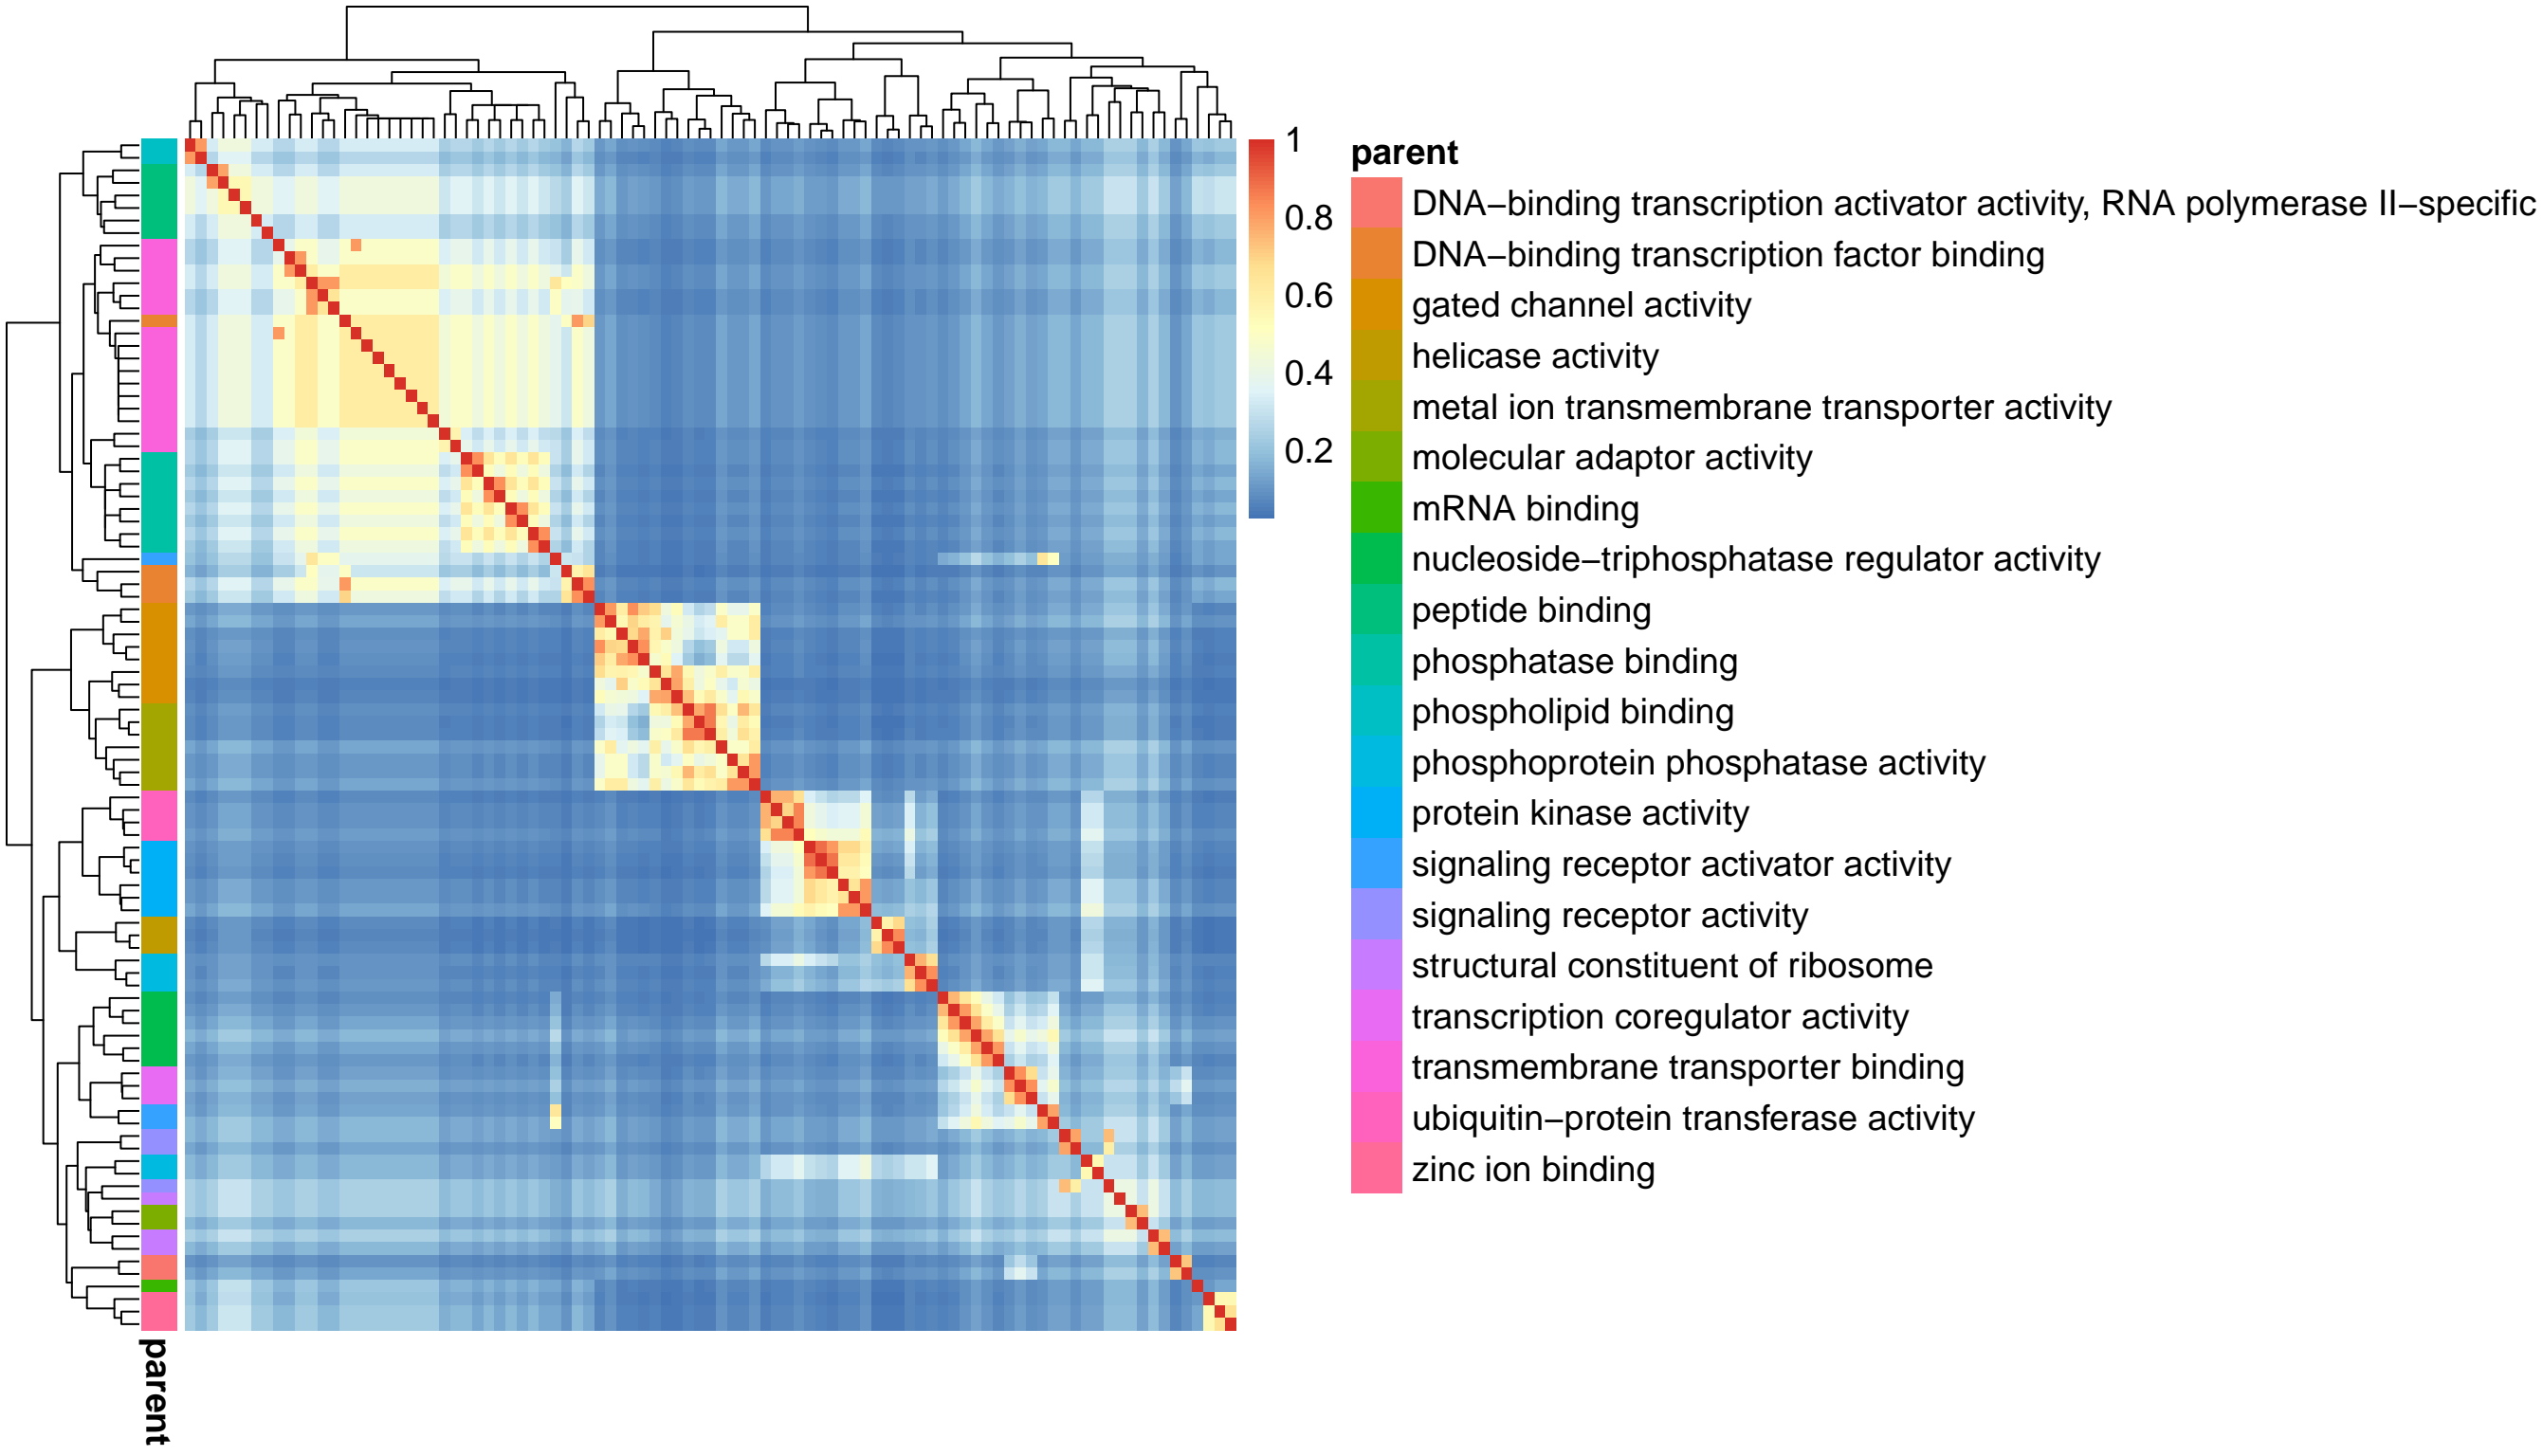 1
0.8
0.6
0.4
0.2
parent
DNA−binding transcription activator activity, RNA polymerase II−specific
DNA−binding transcription factor binding
gated channel activity
helicase activity
metal ion transmembrane transporter activity
molecular adaptor activity
mRNA binding
nucleoside−triphosphatase regulator activity
peptide binding
phosphatase binding
phospholipid binding
phosphoprotein phosphatase activity
protein kinase activity
signaling receptor activator activity
signaling receptor activity
structural constituent of ribosome
transcription coregulator activity
transmembrane transporter binding
ubiquitin−protein transferase activity
zinc ion binding
parent